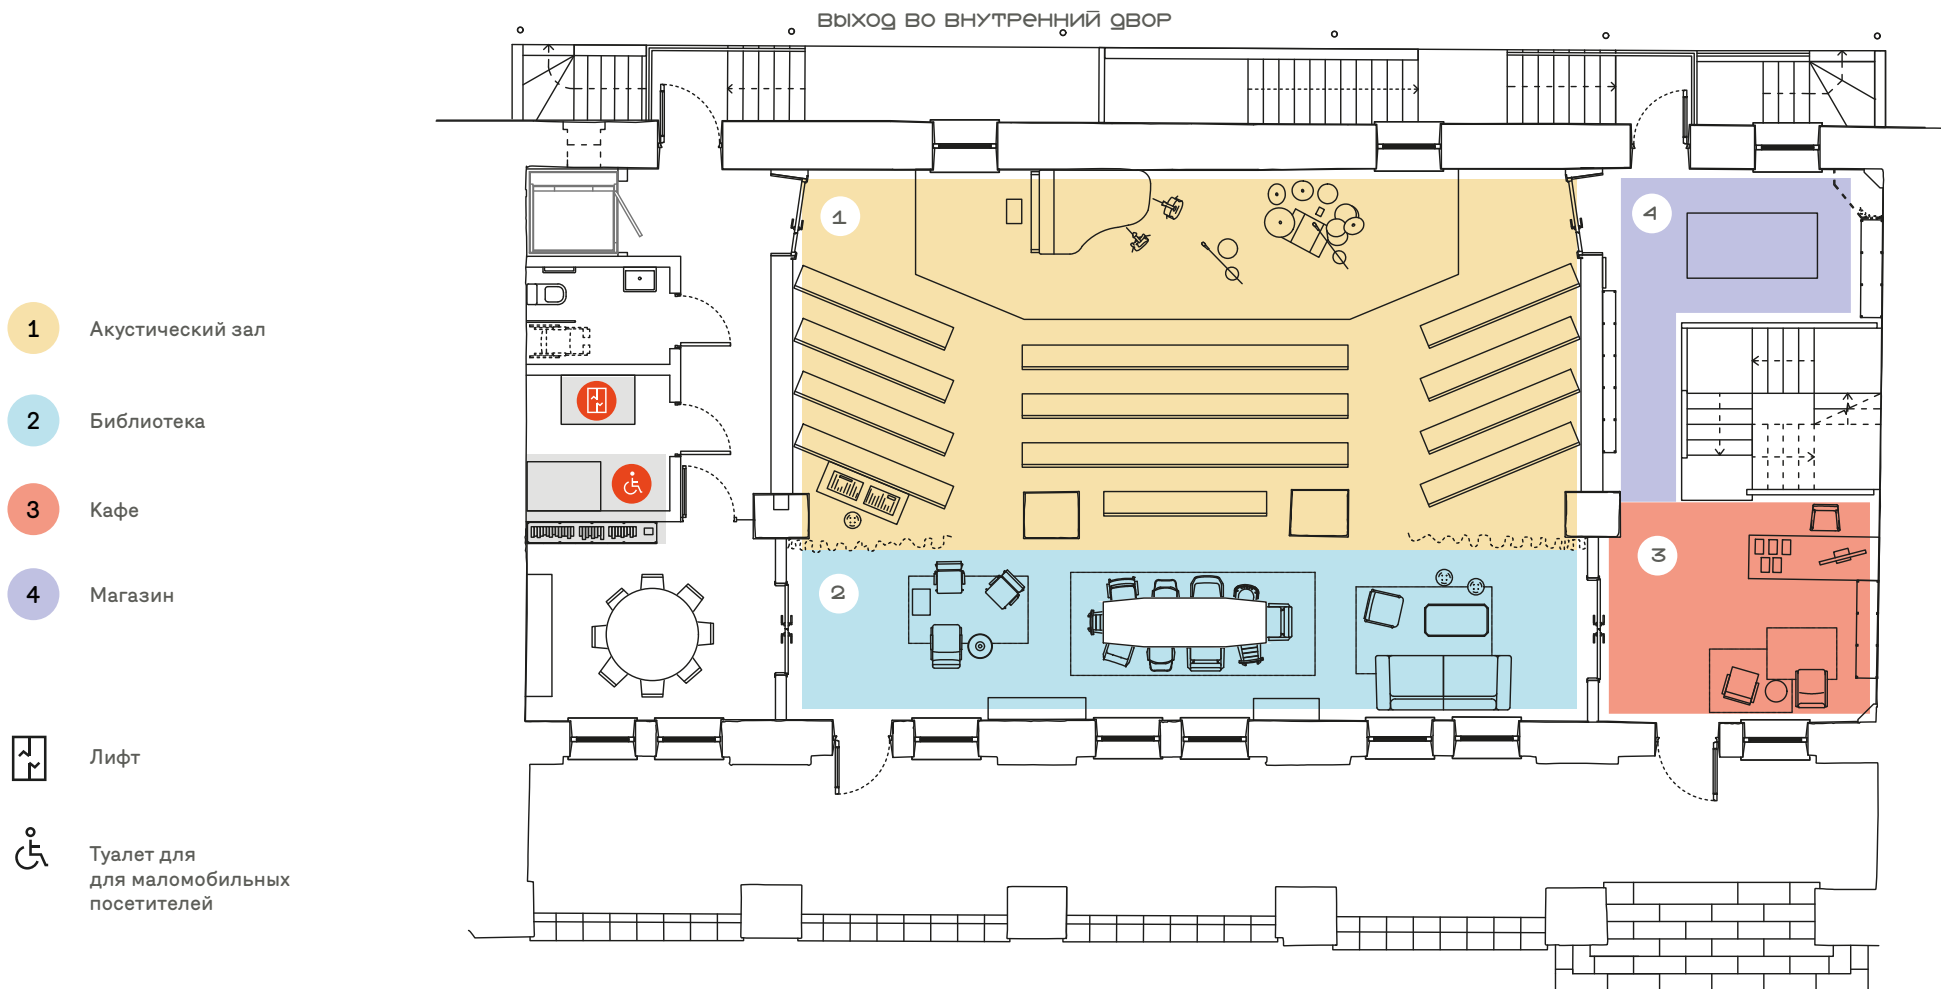 ВЫХОД ВО ВНУТРЕННИЙ ДВОР
1
4
1 Акустический зал
2 Библиотека
3 Кафе
3
2
4 Магазин
Лифт
Туалет для
для маломобильных
посетителей